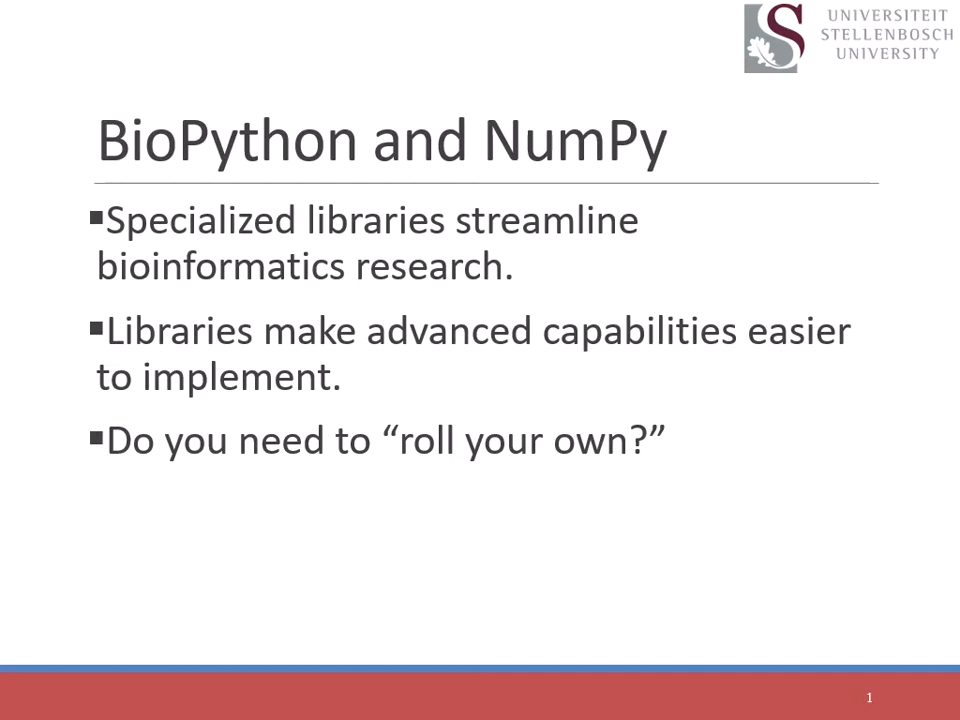 UNIVERSITEIT
STELLENBOSCH
UNIVERSITY
BioPython and NumPy
▪Specialized libraries streamline
bioinformatics research.
▪Libraries make advanced capabilities easier
to implement.
▪Do you need to “roll your own?”
1